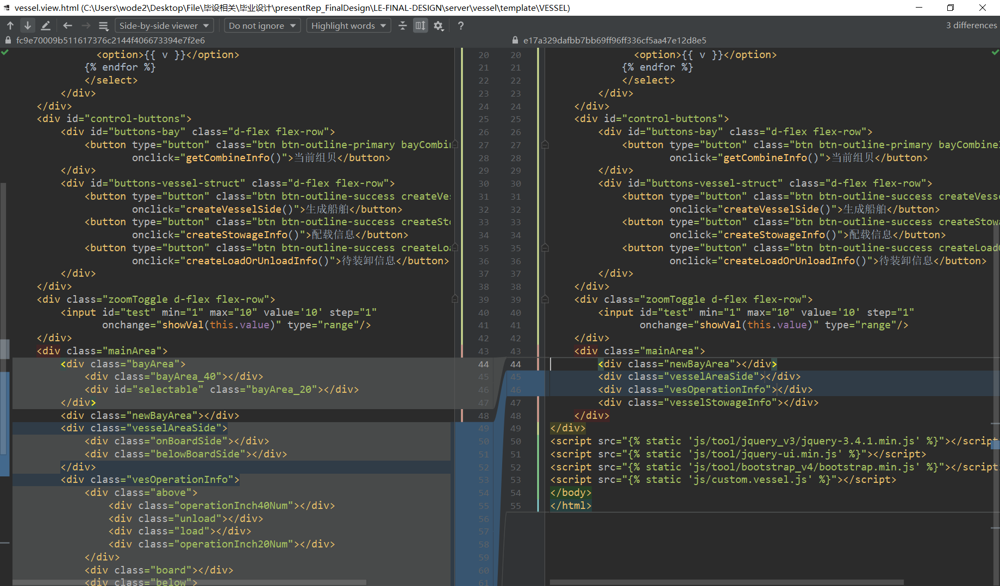 vessel.view.html (C:\Users\wode2\Desktop\File\毕设相关\毕业设计\presentRep_FinalDesign\LE-FINAL-DESIGN\server\vessel\template\VESSEL)
Side-by-side viewer
Do not ignore
Highlight words
?
3 differences
fc9e70009b511617376c2144f406673394e7f2e6
e17a329dafbb7bb69ff96ff336cf5aa47e12d8e5
<option>{{ v }}</option> 20
{% endfor %} 21
</select> 22
</div> 23
</div> 24
<div id="control-buttons"> 25
<div id="buttons-bay" class="d-flex flex-row"> 26
<button type="button" class="btn btn-outline-primary bayCombi 27
onclick="getCombineInfo()">当前组贝</button> 28
</div> 29
<div id="buttons-vessel-struct" class="d-flex flex-row"> 30
<button type="button" class="btn btn-outline-success createVes 31
onclick="createVesselSide()">生成船舶</button> 32
<button type="button" class="btn btn-outline-success createSt 33
onclick="createStowageInfo()">配载信息</button> 34
<button type="button" class="btn btn-outline-success createLo 35
onclick="createLoadOrUnloadInfo()">待装卸信息</button> 36
</div> 37
</div> 38
<div class="zoomToggle d-flex flex-row"> 39
<input id="test" min="1" max="10" value='10' step="1" 40
onchange="showVal(this.value)" type="range"/> 41
</div> 42
<div class="mainArea"> 43
<div class="bayArea"> 44
<div class="bayArea_40"></div> 45
<div id="selectable" class="bayArea_20"></div> 46
</div> 47
<div class="newBayArea"></div> 48
<div class="vesselAreaSide"> 49
<div class="onBoardSide"></div> 50
<div class="belowBoardSide"></div> 51
</div> 52
<div class="vesOperationInfo"> 53
<div class="above"> 54
<div class="operationInch40Num"></div> 55
<div class="unload"></div> 56
<div class="load"></div> 57
<div class="operationInch20Num"></div> 58
</div> 59
<div class="board"></div> 60
<div class="below"> 61
20 <option>{{ v }}</option>
21 {% endfor %}
22 </select>
23 </div>
24 </div>
25 <div id="control-buttons">
26 <div id="buttons-bay" class="d-flex flex-row">
27 <button type="button" class="btn btn-outline-primary bayCombine
28 onclick="getCombineInfo()">当前组贝</button>
29 </div>
30 <div id="buttons-vessel-struct" class="d-flex flex-row">
31 <button type="button" class="btn btn-outline-success createVess
32 onclick="createVesselSide()">生成船舶</button>
33 <button type="button" class="btn btn-outline-success createStow
34 onclick="createStowageInfo()">配载信息</button>
35 <button type="button" class="btn btn-outline-success createLoad
36 onclick="createLoadOrUnloadInfo()">待装卸信息</button>
37 </div>
38 </div>
39 <div class="zoomToggle d-flex flex-row">
40 <input id="test" min="1" max="10" value='10' step="1"
41 onchange="showVal(this.value)" type="range"/>
42 </div>
43 <div class="mainArea">
44 <div class="newBayArea"></div>
45 <div class="vesselAreaSide"></div>
46 <div class="vesOperationInfo"></div>
47 <div class="vesselStowageInfo"></div>
48 </div>
49 </div>
50 <script src="{% static 'js/tool/jquery_v3/jquery-3.4.1.min.js' %}"></scrip
51 <script src="{% static 'js/tool/jquery-ui.min.js' %}"></script>
52 <script src="{% static 'js/tool/bootstrap_v4/bootstrap.min.js' %}"></script
53 <script src="{% static 'js/custom.vessel.js' %}"></script>
54 </body>
55 </html>